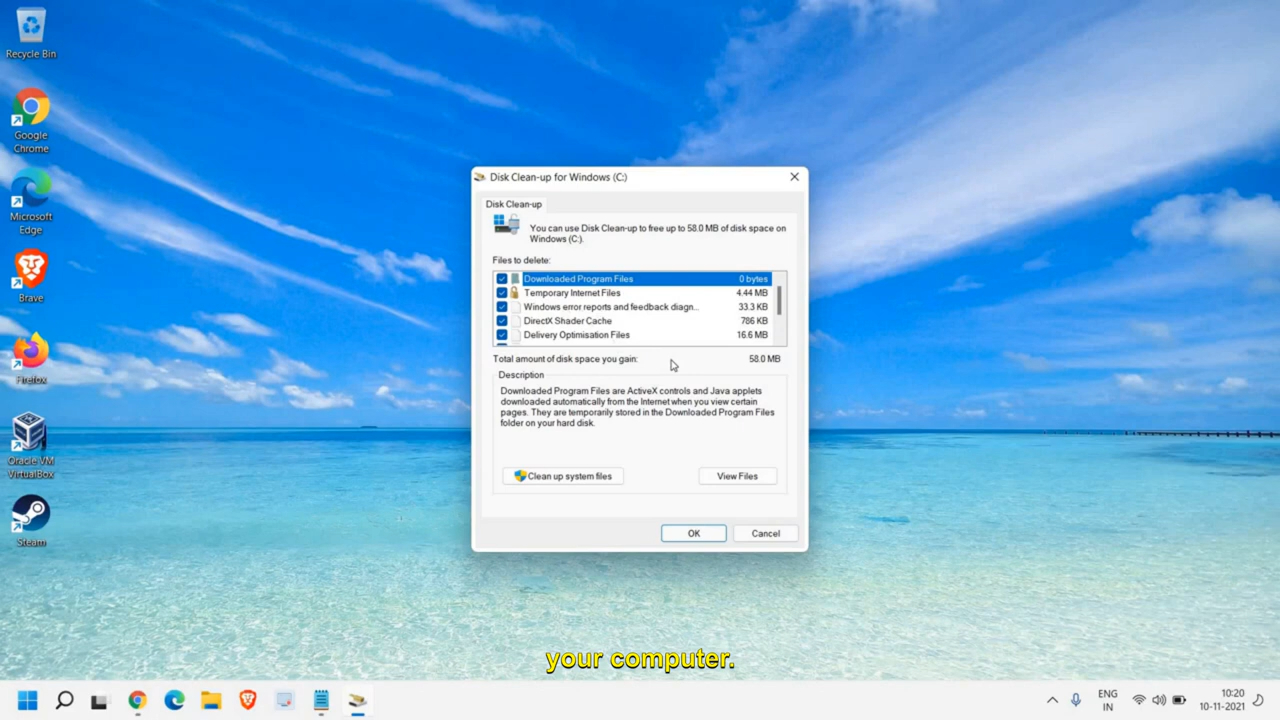 Recycle Bin
Google
Chrome
Microsoft
Edge
Brave
Firefox
Oracle VM
VirtualBox
Steam
Disk Clean-up for Windows (C:)
Disk Clean-up
You can use Disk Clean-up to free up to 58.0 MB of disk space on
Windows (C:).
Files to delete:
Downloaded Program Files 0 bytes
Temporary Internet Files 4.44 MB
Windows error reports and feedback diagn... 33.3 KB
DirectX Shader Cache 786 KB
Delivery Optimisation Files 16.6 MB
Total amount of disk space you gain: 58.0 MB
Description
Downloaded Program Files are ActiveX controls and Java applets
downloaded automatically from the Internet when you view certain
pages. They are temporarily stored in the Downloaded Program Files
folder on your hard disk.
Clean up system files View Files
OK Cancel
your computer.
ENG
IN
10:20
10-11-2021